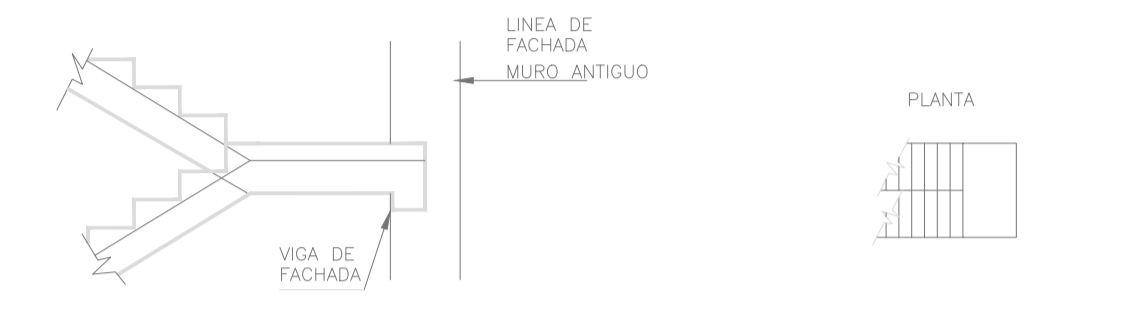 LINEA DE
FACHADA
MURO ANTIGUO
PLANTA
VIGA DE
FACHADA